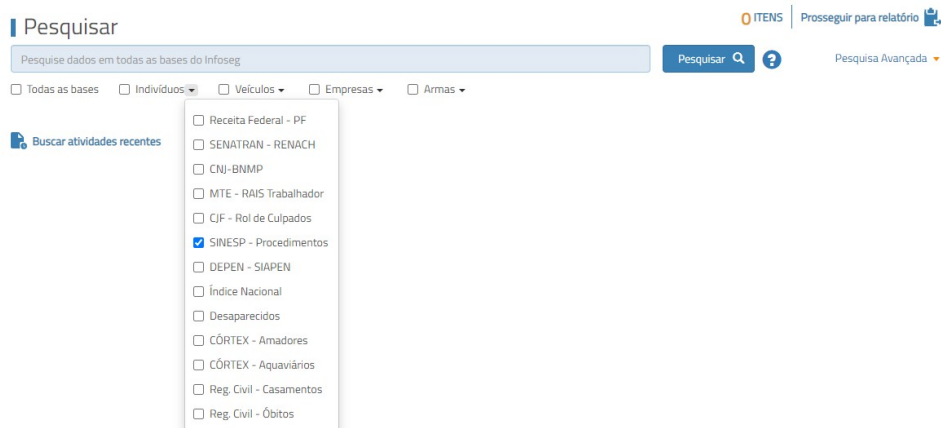 0 ITENS Prosseguir para relatório
Pesquisar
Pesquise dados em todas as bases do Infoseg
Pesquisar
?
Pesquisa Avançada
Todas as bases Indivíduos Veículos Empresas Armas
Buscar atividades recentes
Receita Federal - PF
SENATRAN - RENACH
CNJ-BNMP
MTE - RAIS Trabalhador
CJF - Rol de Culpados
SINESP - Procedimentos
DEPEN - SIAPEN
Índice Nacional
Desaparecidos
CÓRTEX - Amadores
CÓRTEX - Aquaviários
Reg. Civil - Casamentos
Reg. Civil - Óbitos